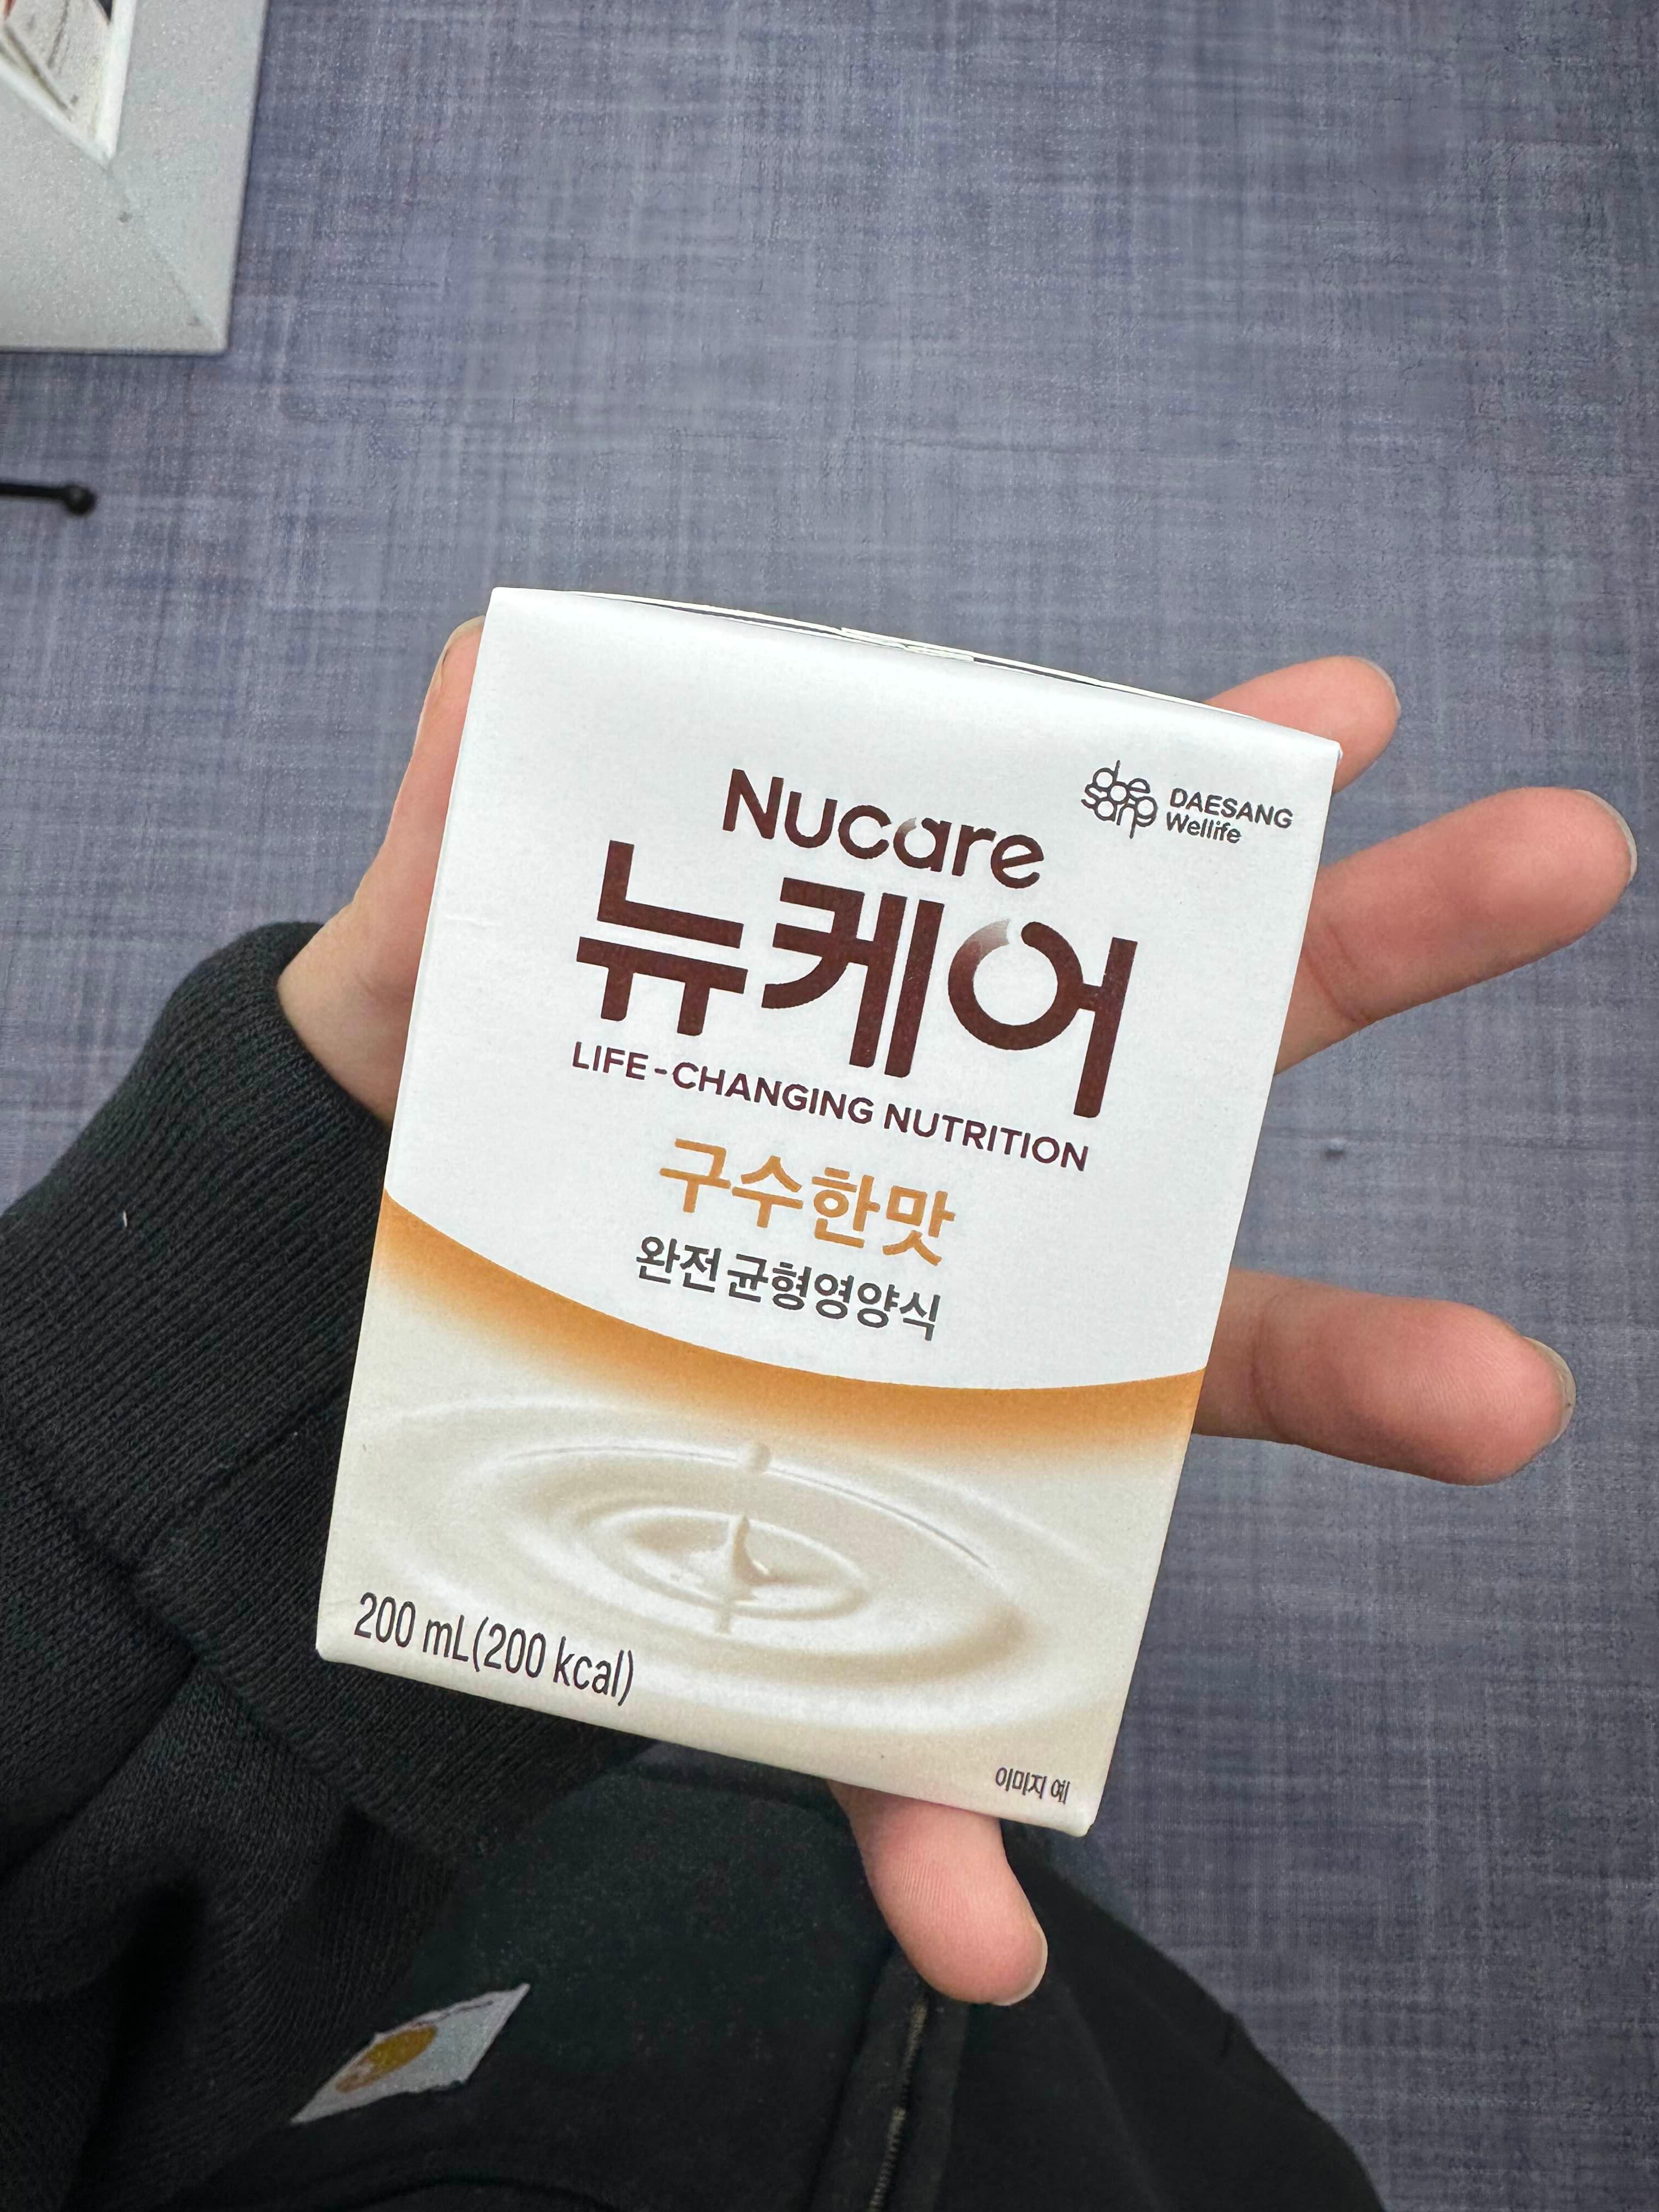 DAESANG
Wellife
Nucare
뉴케어
LIFE-CHANGING NUTRITION
구수한맛
완전균형영양식
200 mL(200 kcal)
이미지 예